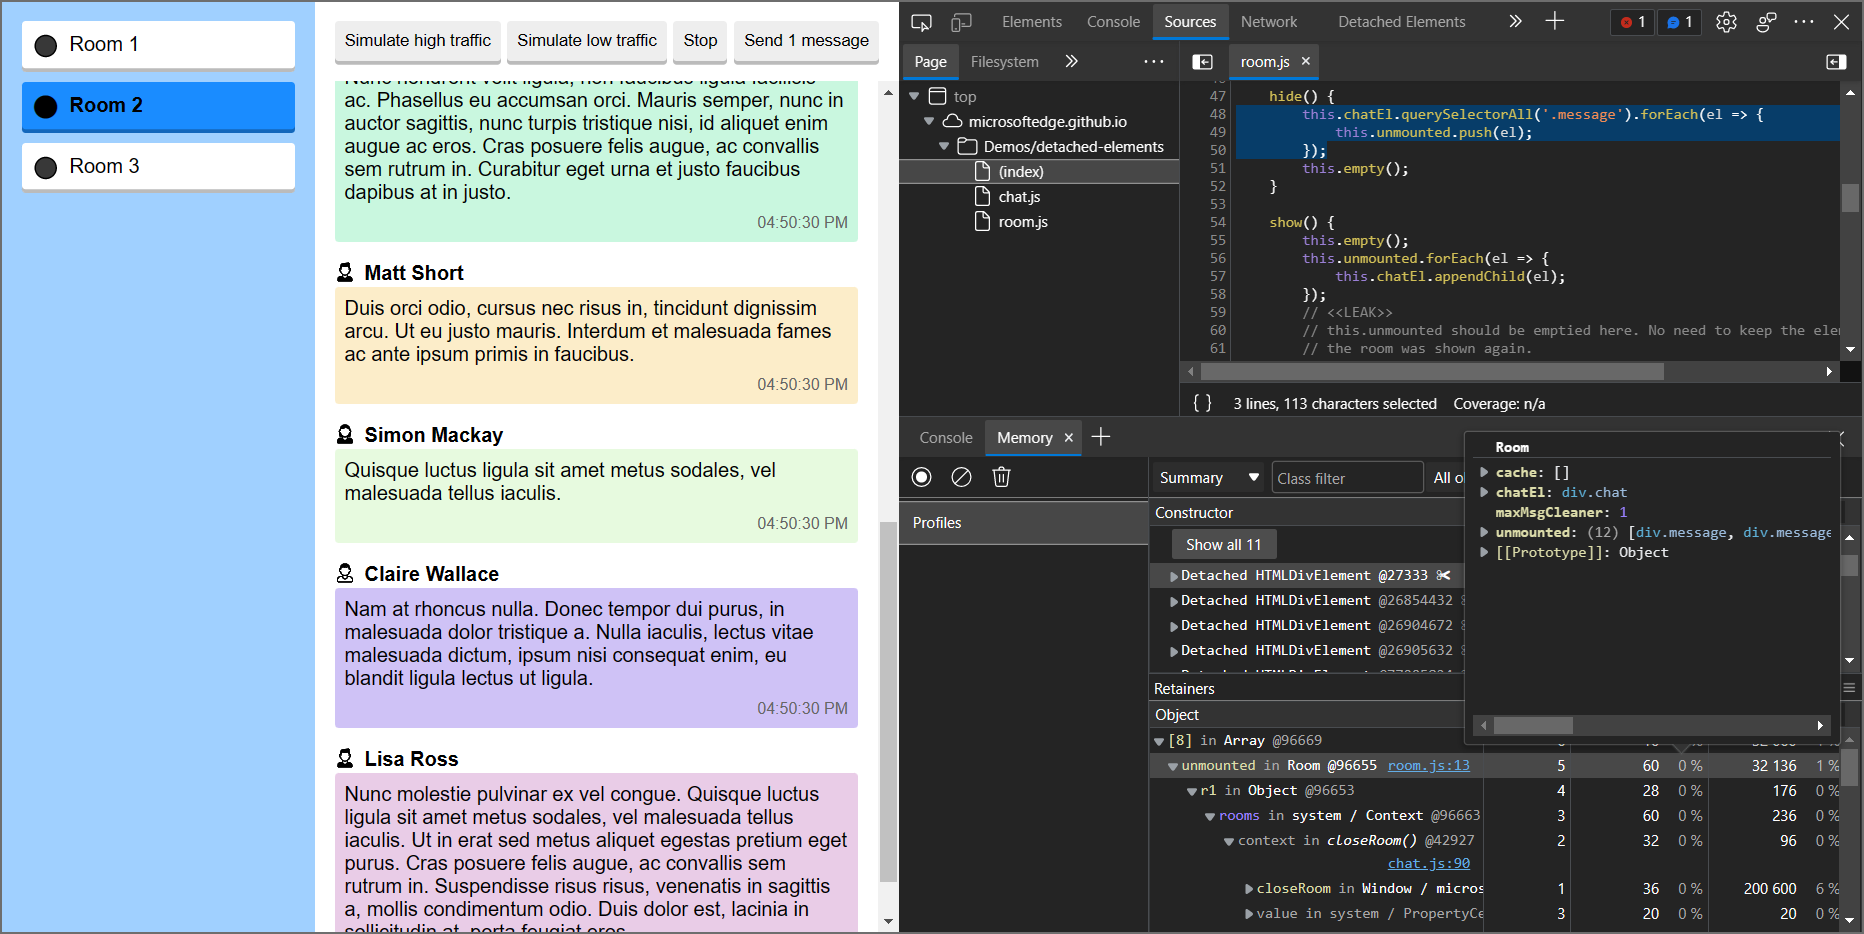 Room 1
Room 2
Room 3
Simulate high traffic
Simulate low traffic
Stop
Send 1 message
Nunc hendrerit velit ligula, non faucibus ligula facilisis
ac. Phasellus eu accumsan orci. Mauris semper, nunc in
auctor sagittis, nunc turpis tristique nisi, id aliquet enim
augue ac eros. Cras posuere felis augue, ac convallis
sem rutrum in. Curabitur eget urna et justo faucibus
dapibus at in justo.
04:50:30 PM
Matt Short
Duis orci odio, cursus nec risus in, tincidunt dignissim
arcu. Ut eu justo mauris. Interdum et malesuada fames
ac ante ipsum primis in faucibus.
04:50:30 PM
Simon Mackay
Quisque luctus ligula sit amet metus sodales, vel
malesuada tellus iaculis.
04:50:30 PM
Claire Wallace
Nam at rhoncus nulla. Donec tempor dui purus, in
malesuada dolor tristique a. Nulla iaculis, lectus vitae
malesuada dictum, ipsum nisi consequat enim, eu
blandit ligula lectus ut ligula.
04:50:30 PM
Lisa Ross
Nunc molestie pulvinar ex vel congue. Quisque luctus
ligula sit amet metus sodales, vel malesuada tellus
iaculis. Ut in erat sed metus aliquet egestas pretium eget
purus. Cras posuere felis augue, ac convallis sem
rutrum in. Suspendisse risus risus, venenatis in sagittis
a, mollis condimentum odio. Duis dolor est, lacinia in
sollicitudin at, porta feugiat eros.
Elements Console Sources Network Detached Elements 1 1
Page Filesystem
top
microsoftedge.github.io
Demos/detached-elements
(index)
chat.js
room.js
room.js
47 hide() {
48 this.chatEl.querySelectorAll('.message').forEach(el => {
49 this.unmounted.push(el);
50 });
51 this.empty();
52 }
53
54 show() {
55 this.empty();
56 this.unmounted.forEach(el => {
57 this.chatEl.appendChild(el);
58 });
59 // <<LEAK>>
60 // this.unmounted should be emptied here. No need to keep the ele
61 // the room was shown again.
{ } 3 lines, 113 characters selected Coverage: n/a
Console Memory
Summary Class filter All ob
Profiles
Constructor
Show all 11
Detached HTMLDivElement @27333
Detached HTMLDivElement @26854432
Detached HTMLDivElement @26904672
Detached HTMLDivElement @26905632
Detached HTMLDivElement
Room
cache: []
chatEl: div.chat
maxMsgCleaner: 1
unmounted: (12) [div.message, div.message
[[Prototype]]: Object
Retainers
Object
[8] in Array @96669
unmounted in Room @96655 room.js:13 5 60 0 % 32 136 1 %
r1 in Object @96653 4 28 0 % 176 0 %
rooms in system / Context @96663 3 60 0 % 236 0 %
context in closeRoom() @42927 2 32 0 % 96 0 %
chat.js:90
closeRoom in Window / micros 1 36 0 % 200 600 6 %
value in system / PropertyCe 3 20 0 % 20 0 %